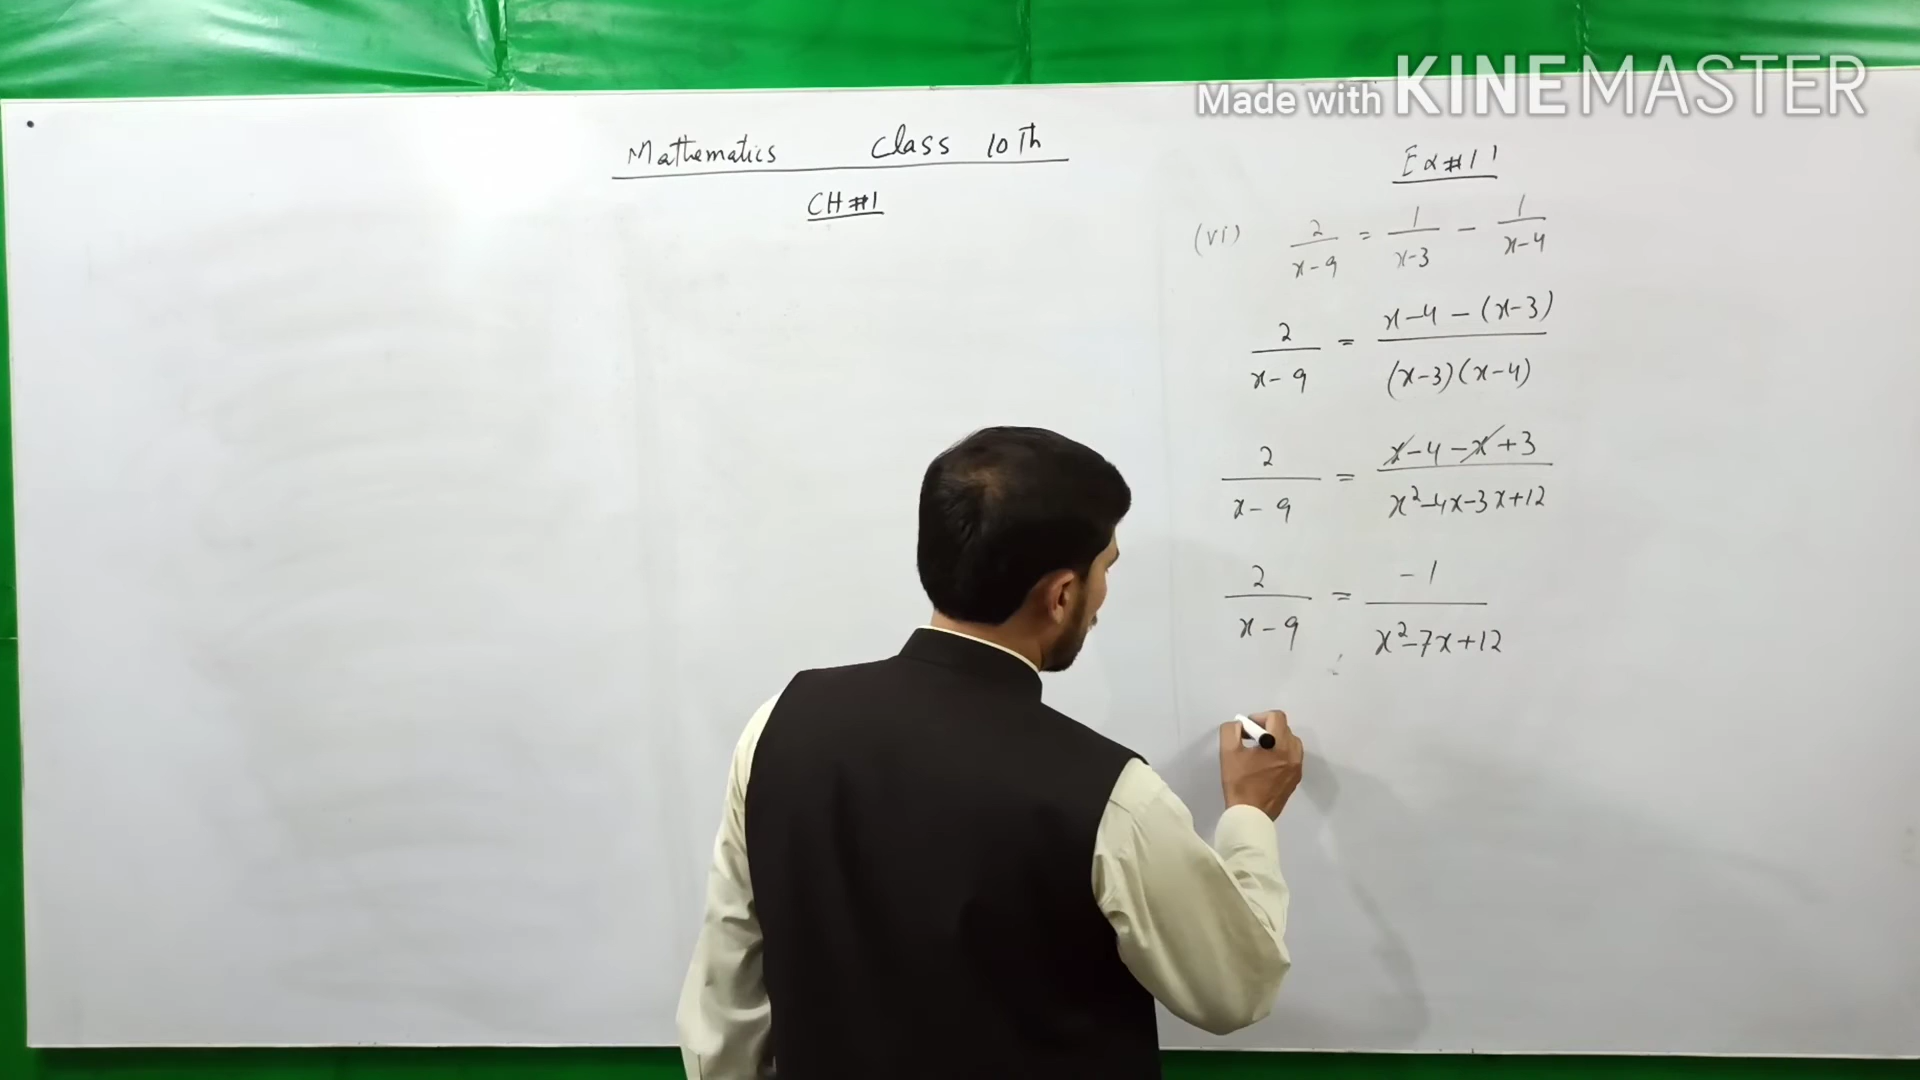 Made with KINEMASTER
Mathematics Class 10Th
CH#1
Ex#1.1
(vi) 2/(x-9) = 1/(x-3) - 1/(x-4)
2/(x-9) = (x-4-(x-3))/((x-3)(x-4))
2/(x-9) = (x-4-x+3)/(x²-4x-3x+12)
2/(x-9) = -1/(x²-7x+12)